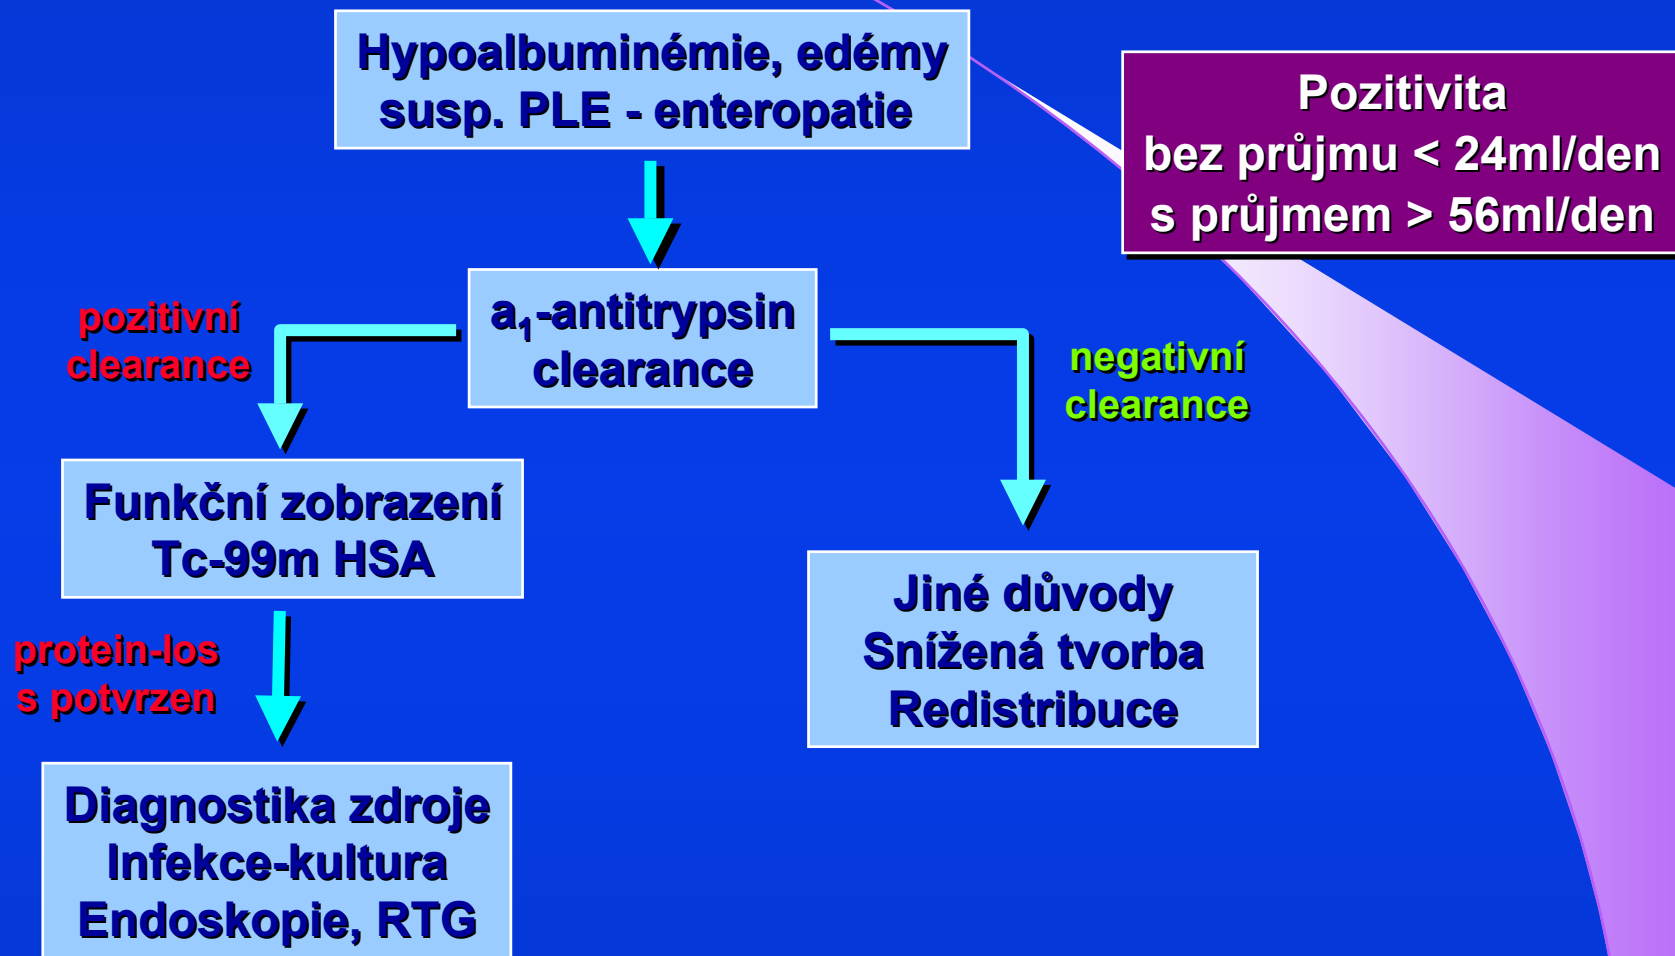 Hypoalbuminémie, edémy
susp. PLE - enteropatie
Pozitivita
bez průjmu < 24ml/den
s průjmem > 56ml/den
a₁-antitrypsin
clearance
pozitivní
clearance
negativní
clearance
Funkční zobrazení
Tc-99m HSA
Jiné důvody
Snížená tvorba
Redistribuce
protein-los
s potvrzen
Diagnostika zdroje
Infekce-kultura
Endoskopie, RTG